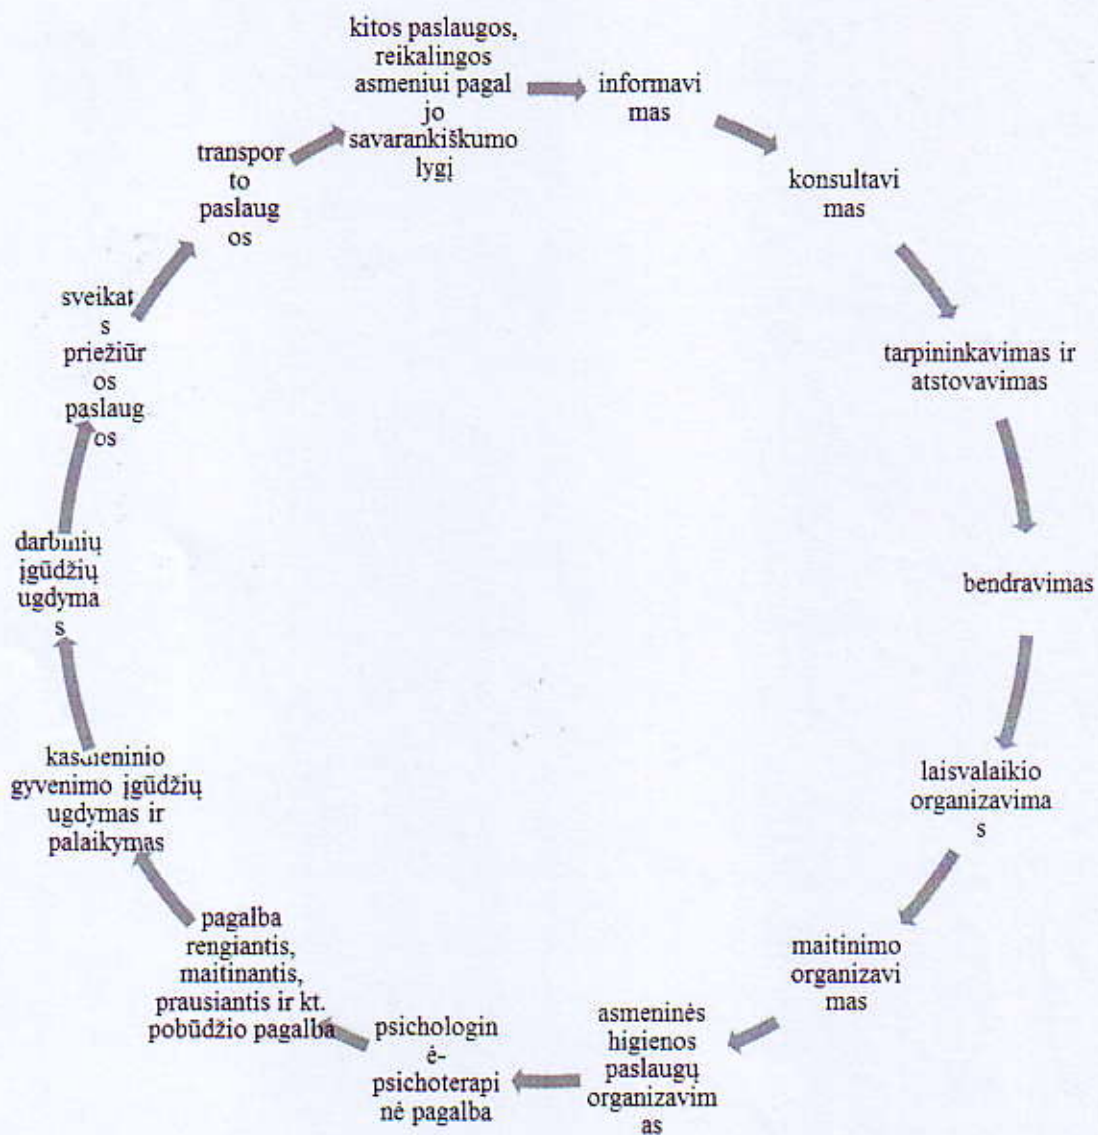 kitos paslaugos,
reikalingos
asmeniui pagal
jo
savarankiškumo
lygį
informavi
mas
konsultavi
mas
tarpininkavimas ir
atstovavimas
bendravimas
laisvalaikio
organizavima
s
maitinimo
organizavi
mas
asmeninės
higienos
paslaugų
organizavim
as
psichologin
ė-
psichoterapi
nė pagalba
pagalba
rengiantis,
maitinantis,
prausiantis ir kt.
pobūdžio pagalba
kasdieninio
gyvenimo įgūdžių
ugdymas ir
palaikymas
darbinių
įgūdžių
ugdyma
s
sveikat
s
priežiūr
os
paslaug
os
transpor
to
paslaug
os